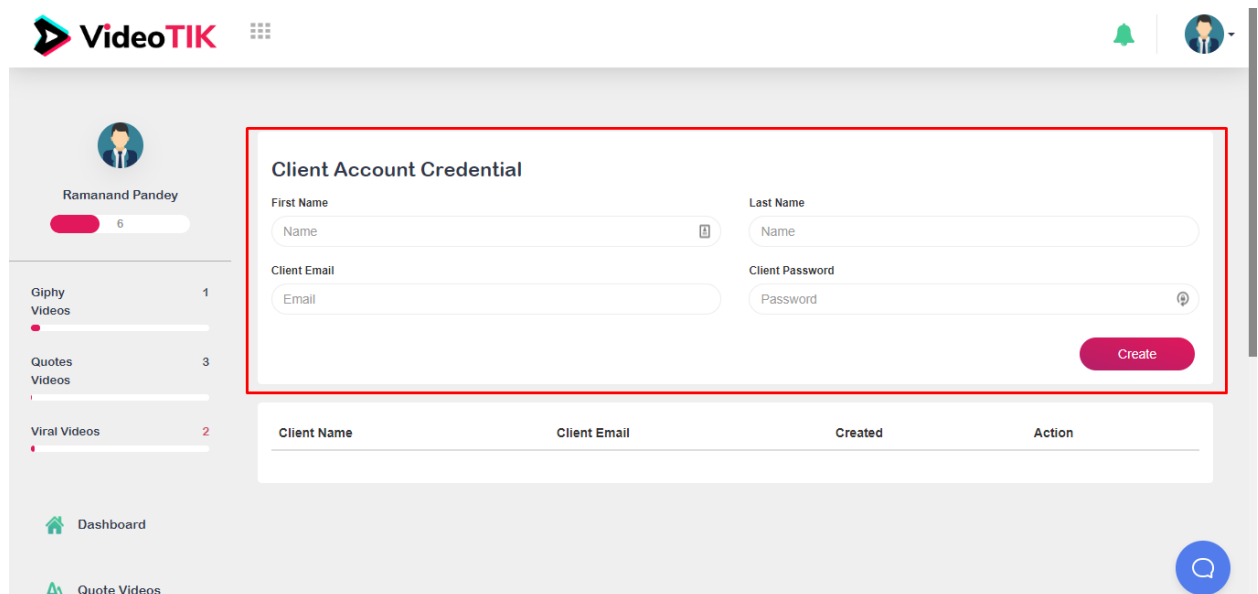 VideoTIK
Ramanand Pandey
6
Giphy Videos 1
Quotes Videos 3
Viral Videos 2
Dashboard
Quote Videos
Client Account Credential
First Name
Name
Last Name
Name
Client Email
Email
Client Password
Password
Create
Client Name Client Email Created Action